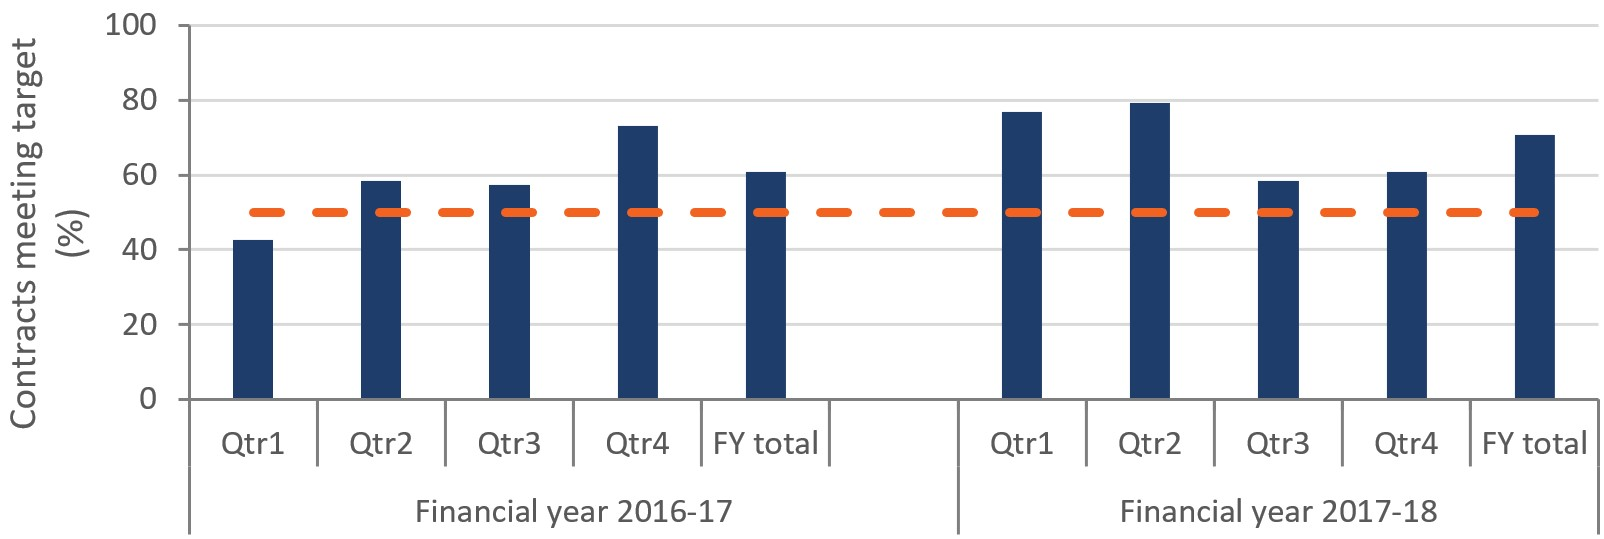 Contracts meeting target
(%)
100
80
60
40
20
0
Qtr1 Qtr2 Qtr3 Qtr4 FY total Qtr1 Qtr2 Qtr3 Qtr4 FY total
Financial year 2016-17 Financial year 2017-18